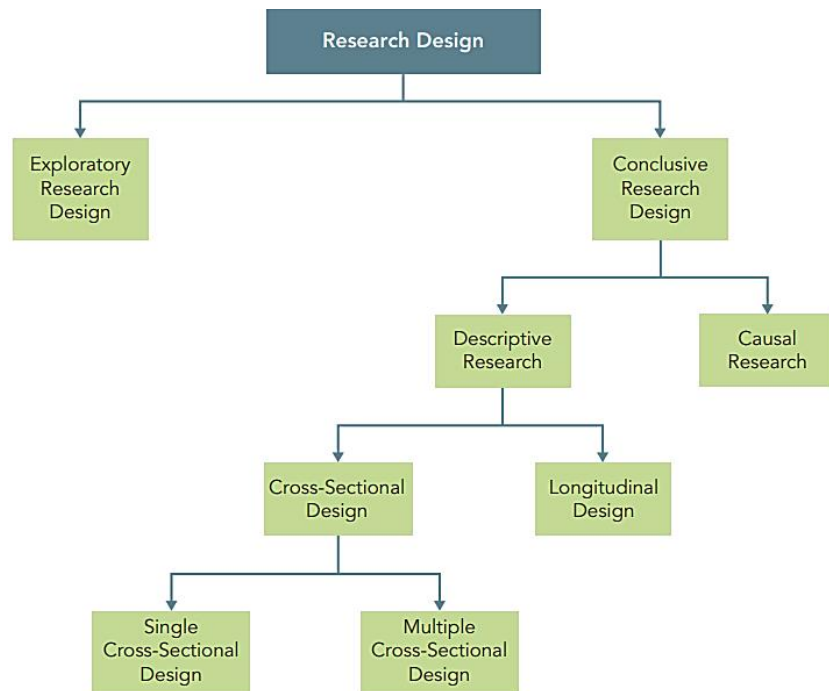 Research Design
Exploratory
Research
Design
Conclusive
Research
Design
Descriptive
Research
Causal
Research
Cross-Sectional
Design
Longitudinal
Design
Single
Cross-Sectional
Design
Multiple
Cross-Sectional
Design